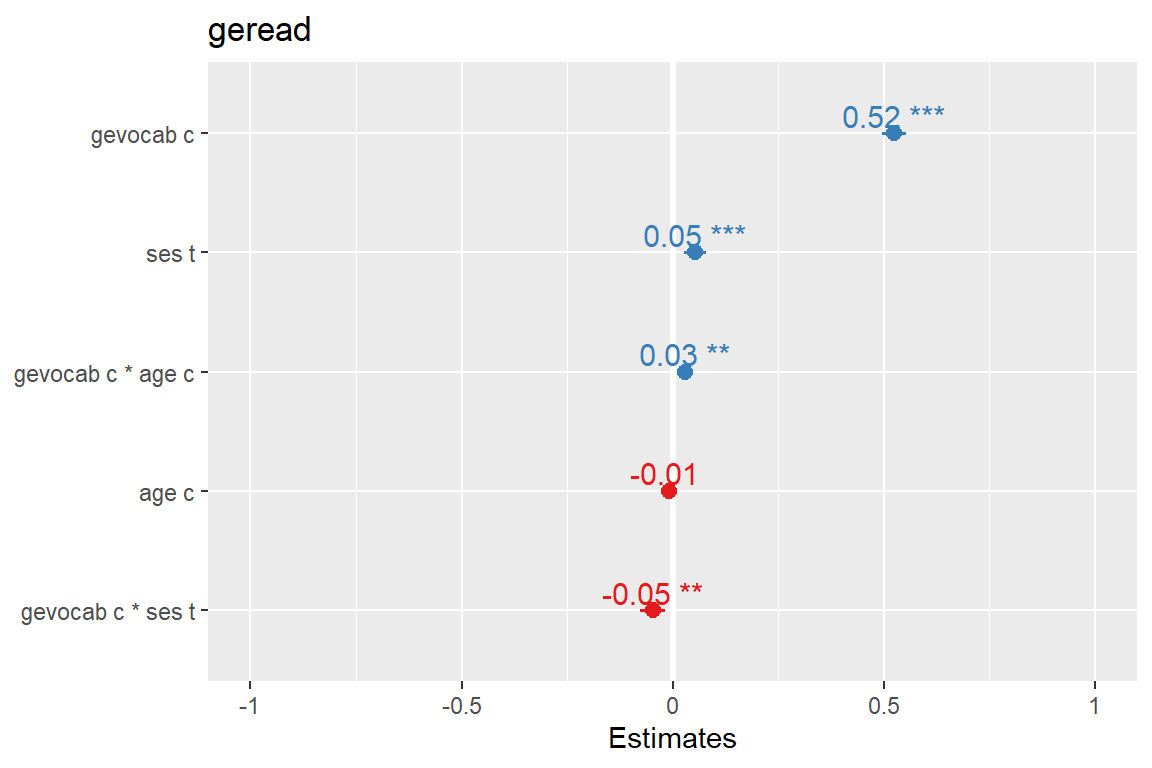 geread
gevocab c
0.52 ***
ses t
0.05 ***
gevocab c * age c
0.03 **
age c
-0.01
gevocab c * ses t
-0.05 **
-1
-0.5
0
0.5
1
Estimates